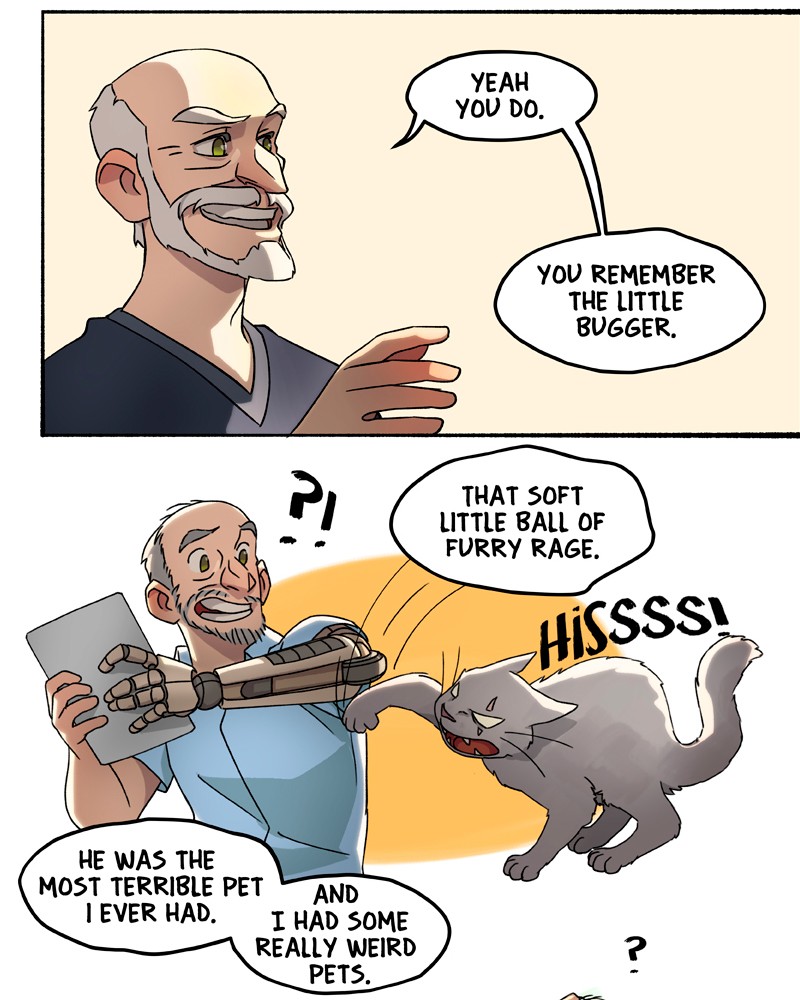 YEAH
YOU DO.
YOU REMEMBER
THE LITTLE
BUGGER.
?!
THAT SOFT
LITTLE BALL OF
FURRY RAGE.
HISSSSS!
HE WAS THE
MOST TERRIBLE PET
I EVER HAD.
AND
I HAD SOME
REALLY WEIRD
PETS.
?